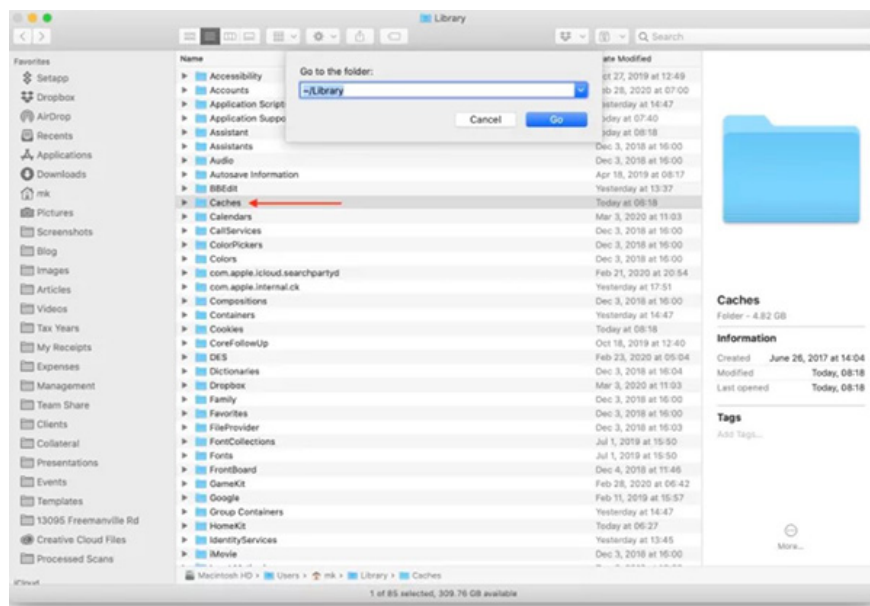 Library
Search
Favorites
Setapp
Dropbox
AirDrop
Recents
Applications
Downloads
mk
Pictures
Screenshots
Blog
Images
Articles
Videos
Tax Years
My Receipts
Expenses
Management
Team Share
Clients
Collateral
Presentations
Events
Templates
13095 Freemanville Rd
Creative Cloud Files
Processed Scans
iCloud
Go to the folder:
~/Library
Cancel Go
Name ate Modified
Accessibility ct 27, 2019 at 12:49
Accounts eb 28, 2020 at 07:00
Application Script esterday at 14:47
Application Suppo oday at 07:40
Assistant oday at 08:18
Assistants Dec 3, 2018 at 16:00
Audio Dec 3, 2018 at 16:00
Autosave Information Apr 18, 2019 at 08:17
BBEdit Yesterday at 13:37
Caches Today at 08:18
Calendars Mar 3, 2020 at 11:03
CallServices Dec 3, 2018 at 16:00
ColorPickers Dec 3, 2018 at 16:00
Colors Dec 3, 2018 at 16:00
com.apple.icloud.searchpartyd Feb 21, 2020 at 20:54
com.apple.internal.ck Yesterday at 17:51
Compositions Dec 3, 2018 at 16:00
Containers Yesterday at 14:47
Cookies Today at 08:18
CoreFollowUp Oct 18, 2019 at 12:40
DES Feb 23, 2020 at 05:04
Dictionaries Dec 3, 2018 at 16:04
Dropbox Mar 3, 2020 at 11:03
Family Dec 3, 2018 at 16:00
Favorites Dec 3, 2018 at 16:00
FileProvider Dec 3, 2018 at 16:03
FontCollections Jul 1, 2019 at 15:50
Fonts Jul 1, 2019 at 15:50
FrontBoard Dec 4, 2018 at 11:46
GameKit Feb 28, 2020 at 06:42
Google Feb 11, 2019 at 15:57
Group Containers Yesterday at 14:47
HomeKit Today at 06:27
IdentityServices Yesterday at 13:45
iMovie Dec 3, 2018 at 16:00
Caches
Folder - 4.82 GB
Information
Created June 26, 2017 at 14:04
Modified Today, 08:18
Last opened Today, 08:18
Tags
Add Tags...
More...
Macintosh HD › Users › mk › Library › Caches
1 of 85 selected, 309.76 GB available